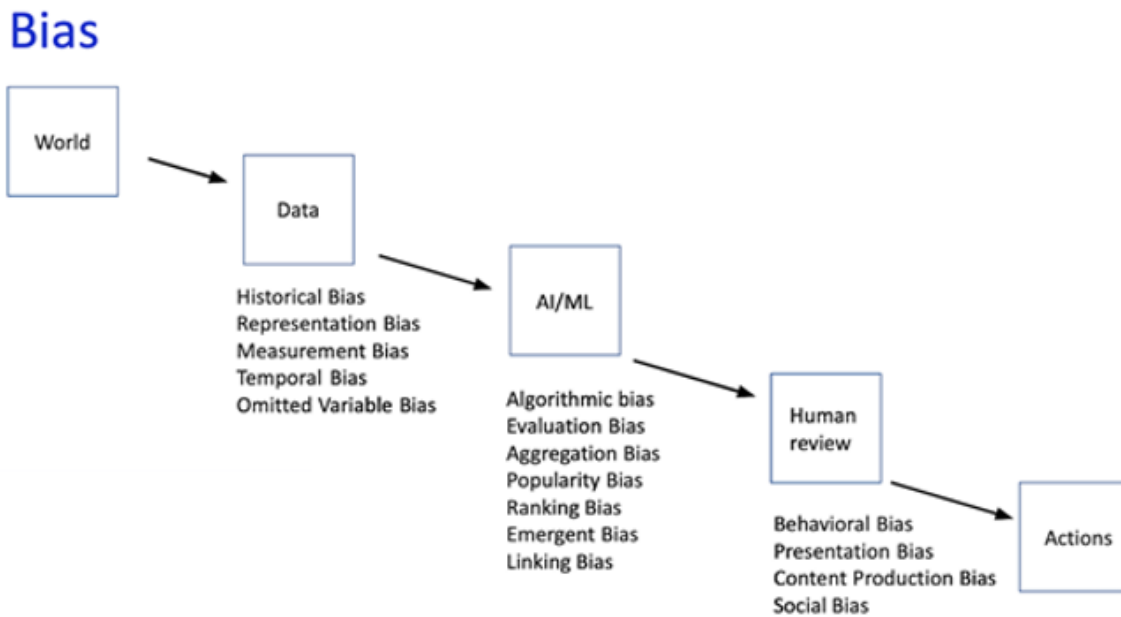 Bias
World
Data
Historical Bias
Representation Bias
Measurement Bias
Temporal Bias
Omitted Variable Bias
AI/ML
Algorithmic bias
Evaluation Bias
Aggregation Bias
Popularity Bias
Ranking Bias
Emergent Bias
Linking Bias
Human
review
Behavioral Bias
Presentation Bias
Content Production Bias
Social Bias
Actions